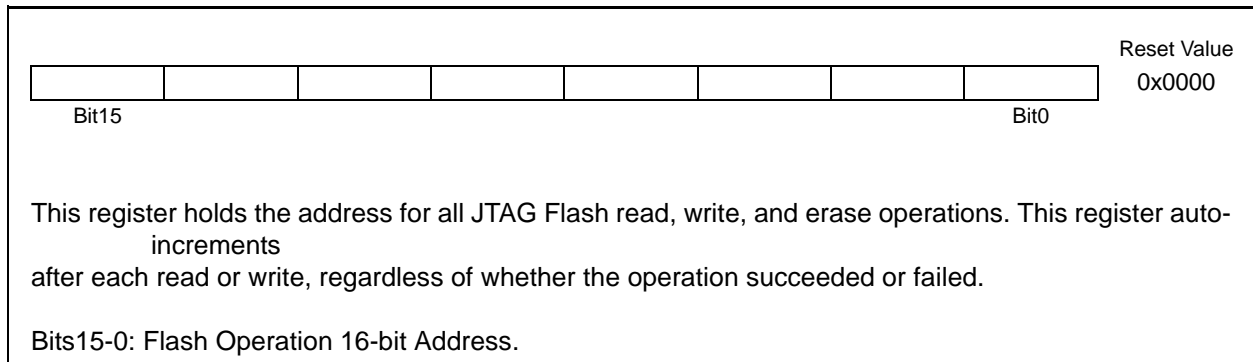 Reset Value
0x0000
Bit15 Bit0
This register holds the address for all JTAG Flash read, write, and erase operations. This register auto-
increments
after each read or write, regardless of whether the operation succeeded or failed.
Bits15-0: Flash Operation 16-bit Address.